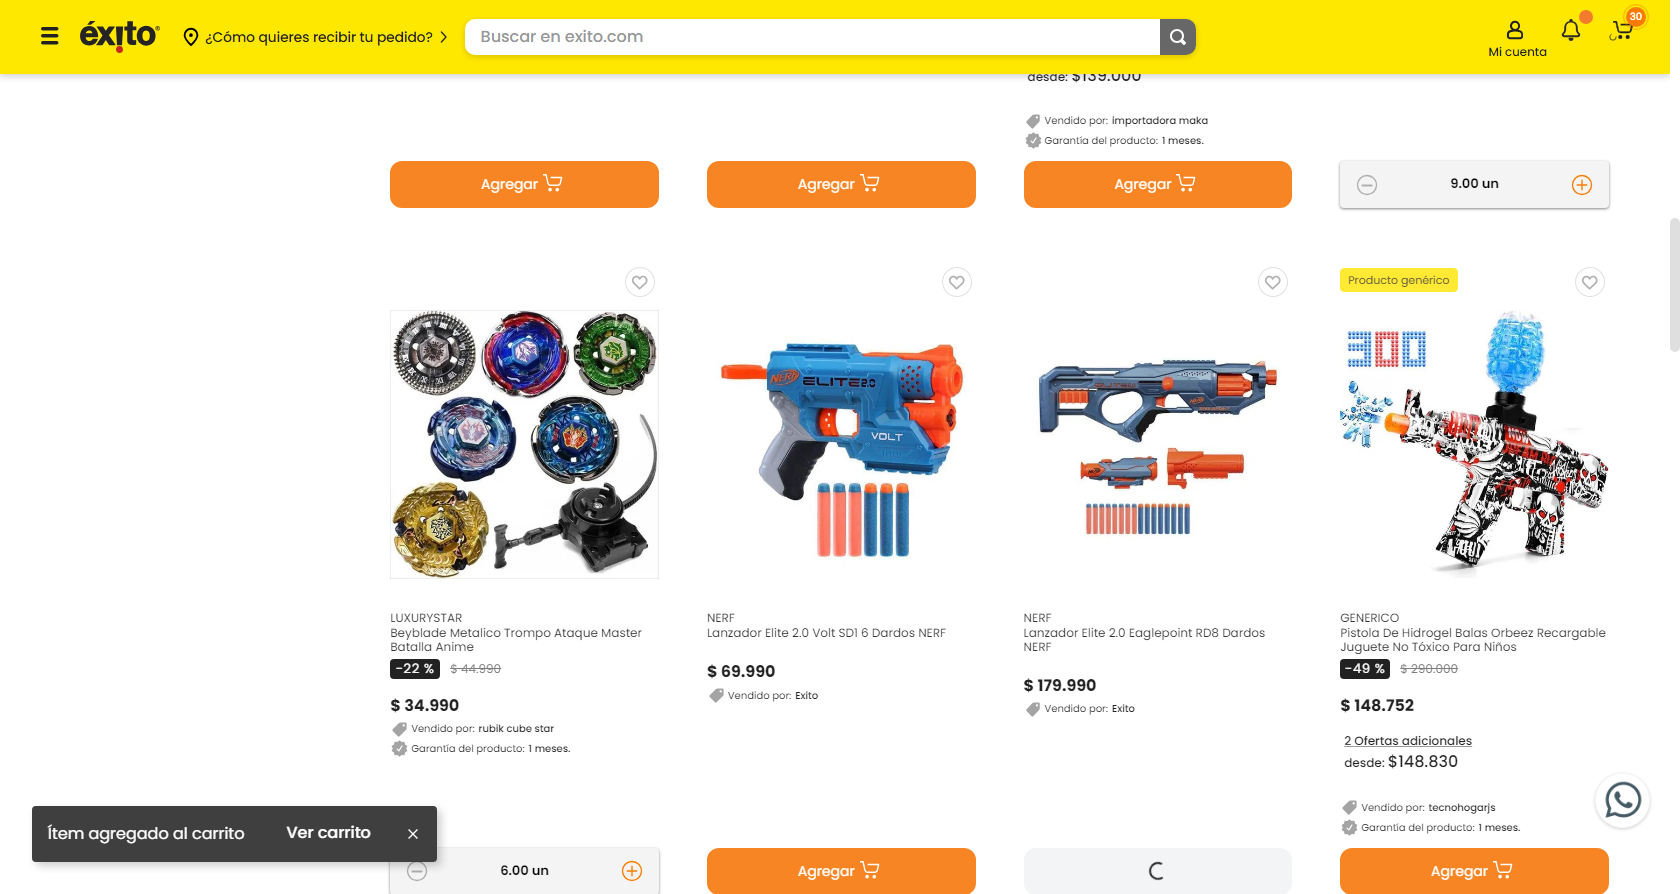 éxito
¿Cómo quieres recibir tu pedido?
Buscar en exito.com
Mi cuenta
30
desde: $139.000
Vendido por: importadora maka
Garantía del producto: 1 meses.
Agregar
Agregar
Agregar
9.00 un
Producto genérico
NERF ELITE 2.0
VOLT
300
LUXURYSTAR
Beyblade Metalico Trompo Ataque Master
Batalla Anime
-22 %
$ 44.990
$ 34.990
Vendido por: rubik cube star
Garantía del producto: 1 meses.
NERF
Lanzador Elite 2.0 Volt SD1 6 Dardos NERF
$ 69.990
Vendido por: Exito
NERF
Lanzador Elite 2.0 Eaglepoint RD8 Dardos
NERF
$ 179.990
Vendido por: Exito
GENERICO
Pistola De Hidrogel Balas Orbeez Recargable
Juguete No Tóxico Para Niños
-49 %
$ 290.000
$ 148.752
2 Ofertas adicionales
desde: $148.830
Vendido por: tecnohogarjs
Garantía del producto: 1 meses.
Ítem agregado al carrito
Ver carrito
6.00 un
Agregar
Agregar